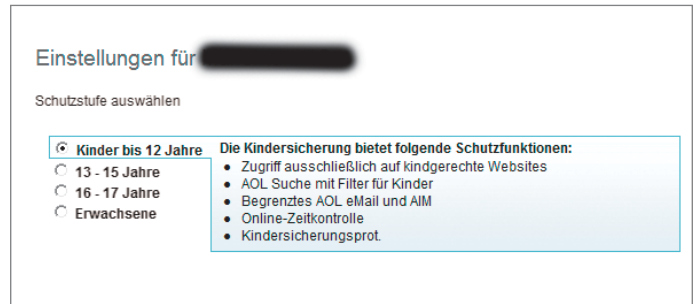 Einstellungen für
Schutzstufe auswählen
Kinder bis 12 Jahre
13 - 15 Jahre
16 - 17 Jahre
Erwachsene
Die Kindersicherung bietet folgende Schutzfunktionen:
• Zugriff ausschließlich auf kindgerechte Websites
• AOL Suche mit Filter für Kinder
• Begrenztes AOL eMail und AIM
• Online-Zeitkontrolle
• Kindersicherungsprot.